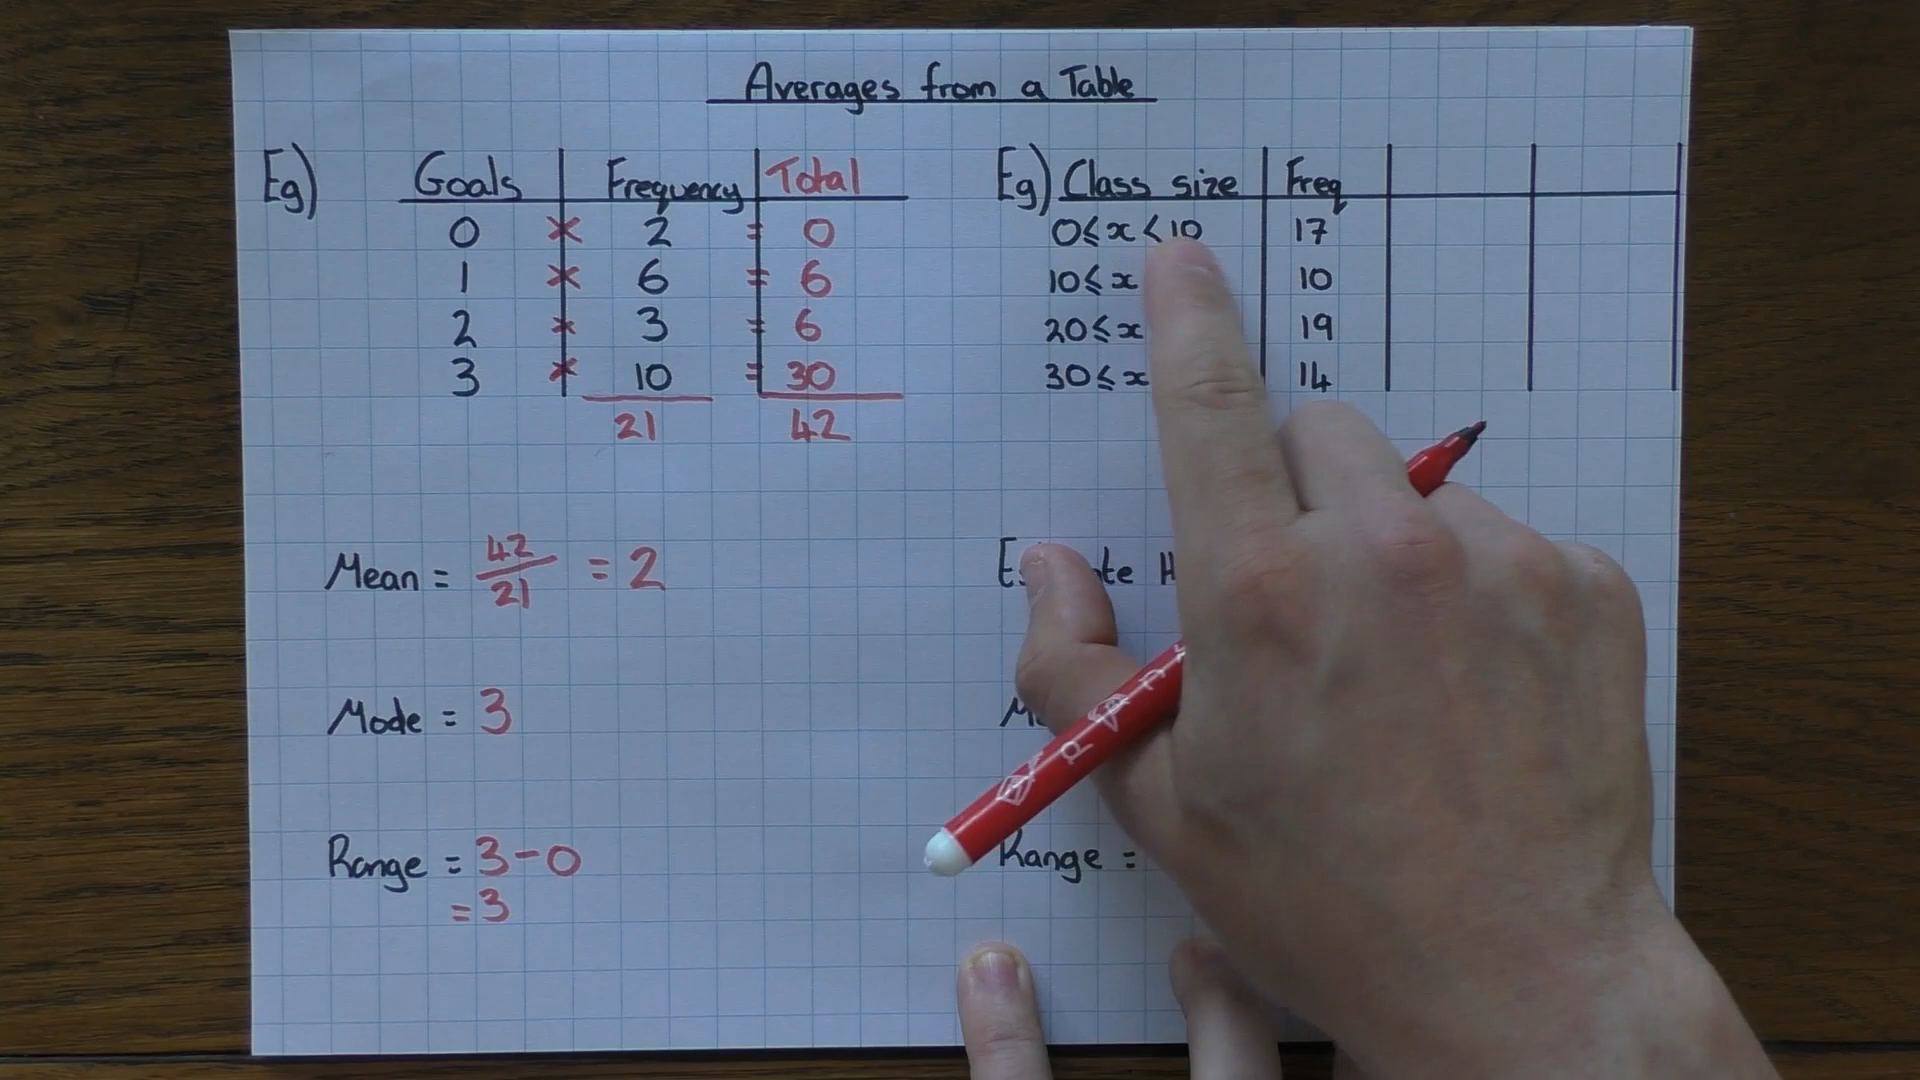 Averages from a Table
Eg)
Goals Frequency Total
0 × 2 = 0
1 × 6 = 6
2 × 3 = 6
3 × 10 = 30
21 42
Mean = 42/21 = 2
Mode = 3
Range = 3-0
=3
Eg) Class size Freq
0≤x<10 17
10≤x 10
20≤x 19
30≤x 14
Range =